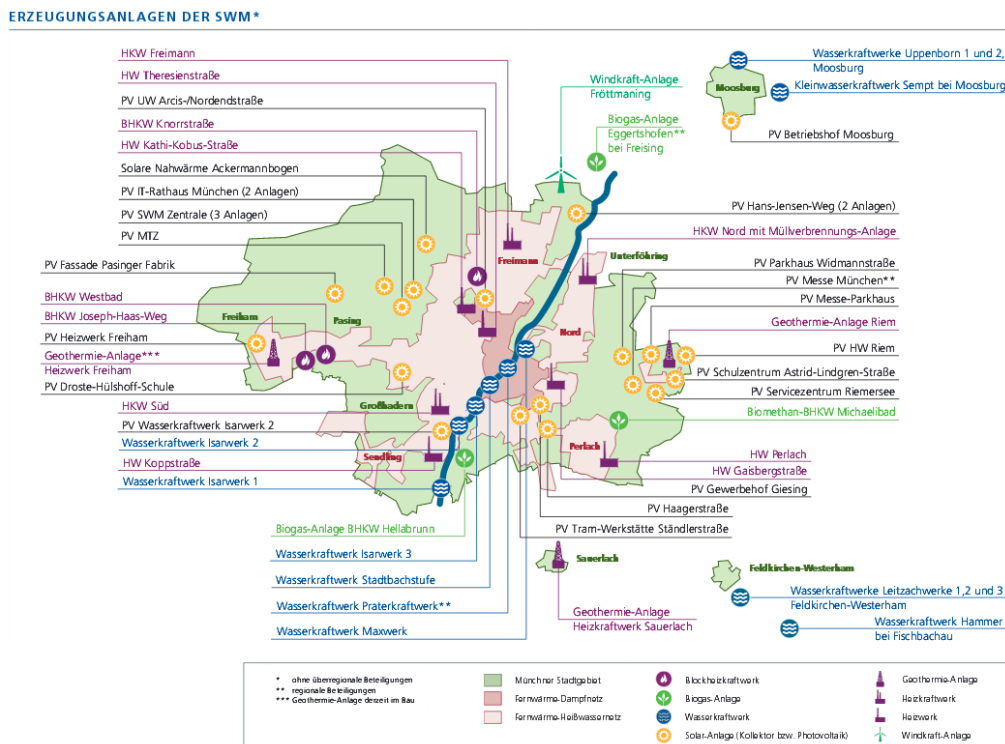 ERZEUGUNGSANLAGEN DER SWM*
HKW Freimann
HW Theresienstraße
PV UW Arcis-/Nordendstraße
BHKW Knorrstraße
HW Kathi-Kobus-Straße
Solare Nahwärme Ackermannbogen
PV IT-Rathaus München (2 Anlagen)
PV SWM Zentrale (3 Anlagen)
PV MTZ
PV Fassade Pasinger Fabrik
BHKW Westbad
BHKW Joseph-Haas-Weg
PV Heizwerk Freiham
Geothermie-Anlage***
Heizwerk Freiham
PV Droste-Hülshoff-Schule
HKW Süd
PV Wasserkraftwerk Isarwerk 2
Wasserkraftwerk Isarwerk 2
HW Koppstraße
Wasserkraftwerk Isarwerk 1
Biogas-Anlage BHKW Hellabrunn
Wasserkraftwerk Isarwerk 3
Wasserkraftwerk Stadtbachstufe
Wasserkraftwerk Praterkraftwerk**
Wasserkraftwerk Maxwerk
Windkraft-Anlage
Fröttmaning
Biogas-Anlage
Eggertshofen**
bei Freising
Wasserkraftwerke Uppenborn 1 und 2,
Moosburg
Kleinwasserkraftwerk Sempt bei Moosburg
Moosburg
PV Betriebshof Moosburg
PV Hans-Jensen-Weg (2 Anlagen)
HKW Nord mit Müllverbrennungs-Anlage
Unterföhring
PV Parkhaus Widmannstraße
PV Messe München**
PV Messe-Parkhaus
Geothermie-Anlage Riem
PV HW Riem
PV Schulzentrum Astrid-Lindgren-Straße
PV Servicezentrum Riemersee
Biomethan-BHKW Michaelibad
HW Perlach
HW Gaisbergstraße
PV Gewerbehof Giesing
PV Haagerstraße
PV Tram-Werkstätte Ständlerstraße
Freimann
Freiham
Pasing
Nord
Großhadern
Sendling
Perlach
Sauerlach
Geothermie-Anlage
Heizkraftwerk Sauerlach
Feldkirchen-Westerham
Wasserkraftwerke Leitzachwerke 1,2 und 3
Feldkirchen-Westerham
Wasserkraftwerk Hammer
bei Fischbachau
* ohne überregionale Beteiligungen
** regionale Beteiligungen
*** Geothermie-Anlage derzeit im Bau
Münchner Stadtgebiet
Fernwärme-Dampfnetz
Fernwärme-Heißwassernetz
Blockheizkraftwerk
Biogas-Anlage
Wasserkraftwerk
Solar-Anlage (Kollektor bzw. Photovoltaik)
Geothermie-Anlage
Heizkraftwerk
Heizwerk
Windkraft-Anlage